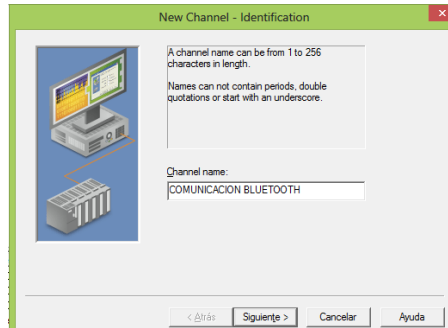 New Channel - Identification
A channel name can be from 1 to 256
characters in length.
Names can not contain periods, double
quotations or start with an underscore.
Channel name:
COMUNICACION BLUETOOTH
< Atrás
Siguiente >
Cancelar
Ayuda